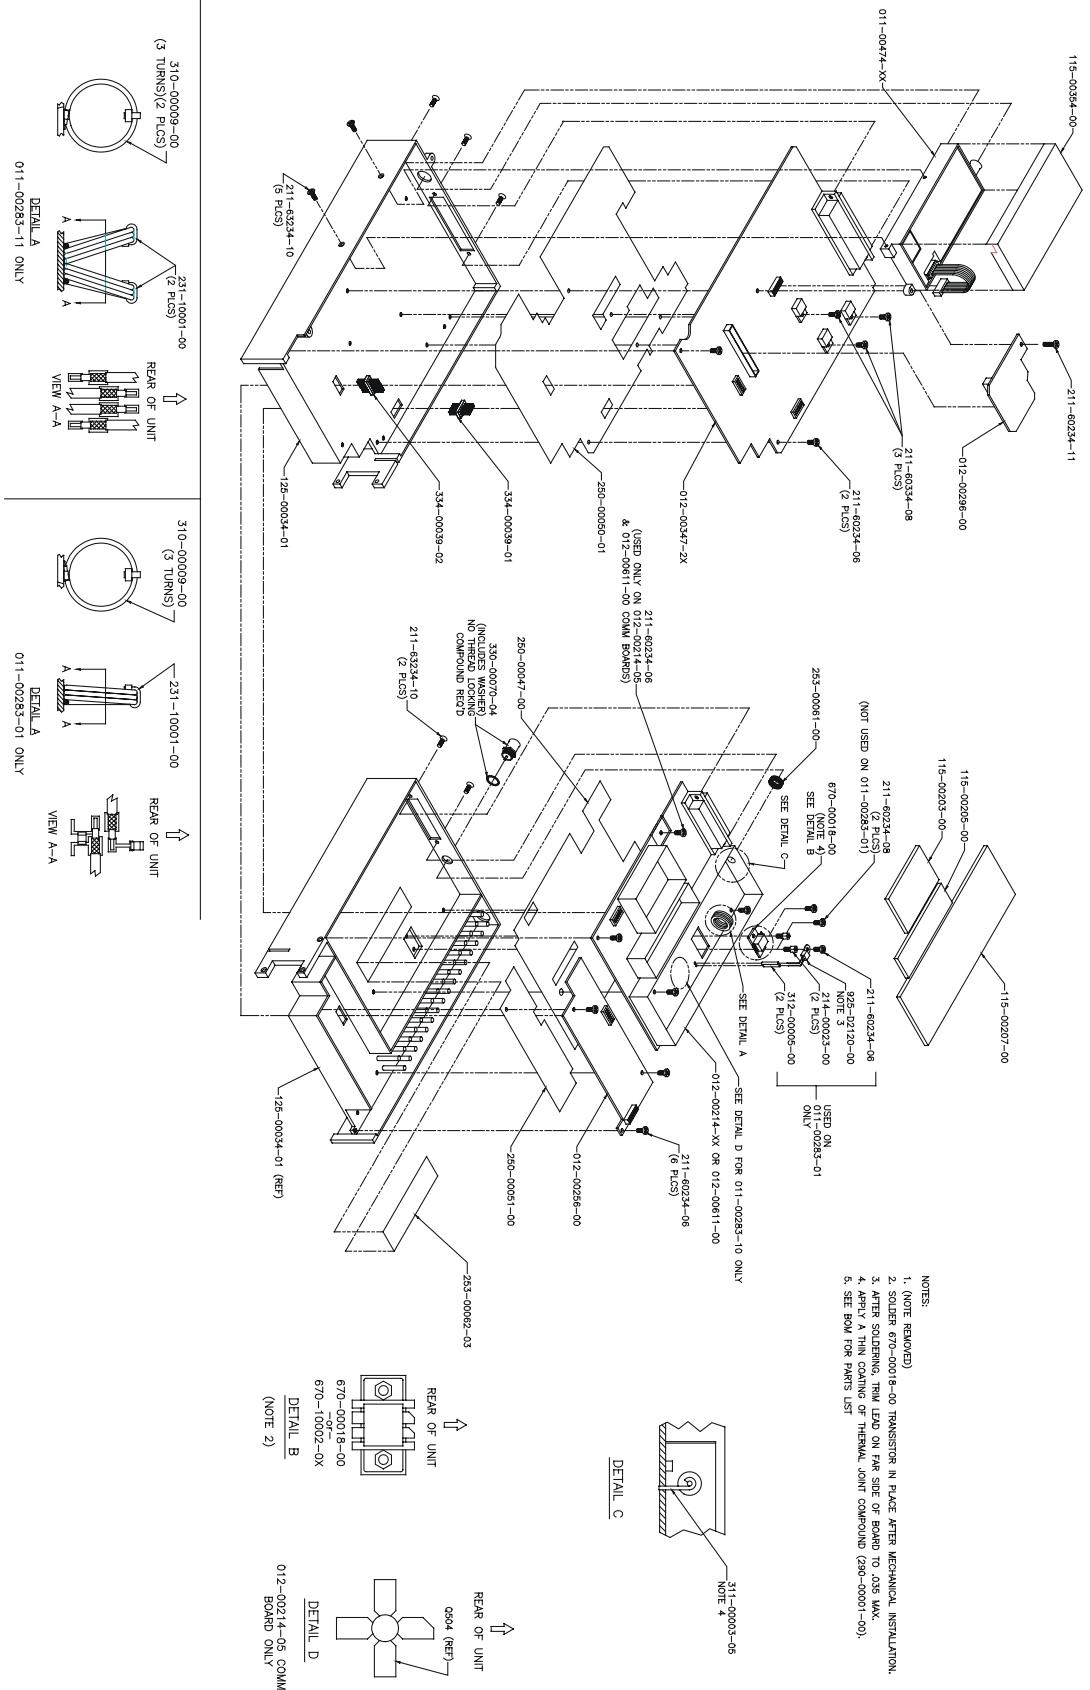 115-00354-00
011-00474-XX
211-60234-11
012-00296-00
211-60334-08
(3 PLCS)
211-60234-06
(2 PLCS)
012-00347-2X
250-00050-01
334-00039-01
334-00039-02
125-00034-01
211-63234-10
(5 PLCS)
115-00207-00
115-00205-00
115-00203-00
211-60234-08
(2 PLCS)
(NOT USED ON 011-00283-01)
211-60234-06
925-D2120-00
NOTE 3
214-00023-00
(2 PLCS)
312-00005-00
(2 PLCS)
USED ON
011-00283-01
ONLY
670-00018-00
(NOTE 4)
SEE DETAIL B
SEE DETAIL C
253-00061-00
SEE DETAIL A
SEE DETAIL D FOR 011-00283-10 ONLY
012-00214-XX OR 012-00611-00
211-60234-06
(6 PLCS)
012-00256-00
250-00051-00
211-60234-06
(USED ONLY ON 012-00214-05
& 012-00611-00 COMM BOARDS)
250-00047-00
330-00070-04
(INCLUDES WASHER)
NO THREAD LOCKING
COMPOUND REQ'D
211-63234-10
(2 PLCS)
125-00034-01 (REF)
253-00062-03
NOTES:
1. (NOTE REMOVED)
2. SOLDER 670-00018-00 TRANSISTOR IN PLACE AFTER MECHANICAL INSTALLATION.
3. AFTER SOLDERING, TRIM LEAD ON FAR SIDE OF BOARD TO .035 MAX.
4. APPLY A THIN COATING OF THERMAL JOINT COMPOUND (290-00001-00).
5. SEE BOM FOR PARTS LIST
311-00003-05
NOTE 4
DETAIL C
REAR OF UNIT
670-00018-00
-or-
670-10002-0X
DETAIL B
(NOTE 2)
REAR OF UNIT
Q504 (REF)
DETAIL D
012-00214-05 COMM
BOARD ONLY
310-00009-00
(3 TURNS)(2 PLCS)
231-10001-00
(2 PLCS)
A
A
DETAIL A
011-00283-11 ONLY
REAR OF UNIT
VIEW A-A
310-00009-00
(3 TURNS)
231-10001-00
A
A
DETAIL A
011-00283-01 ONLY
REAR OF UNIT
VIEW A-A